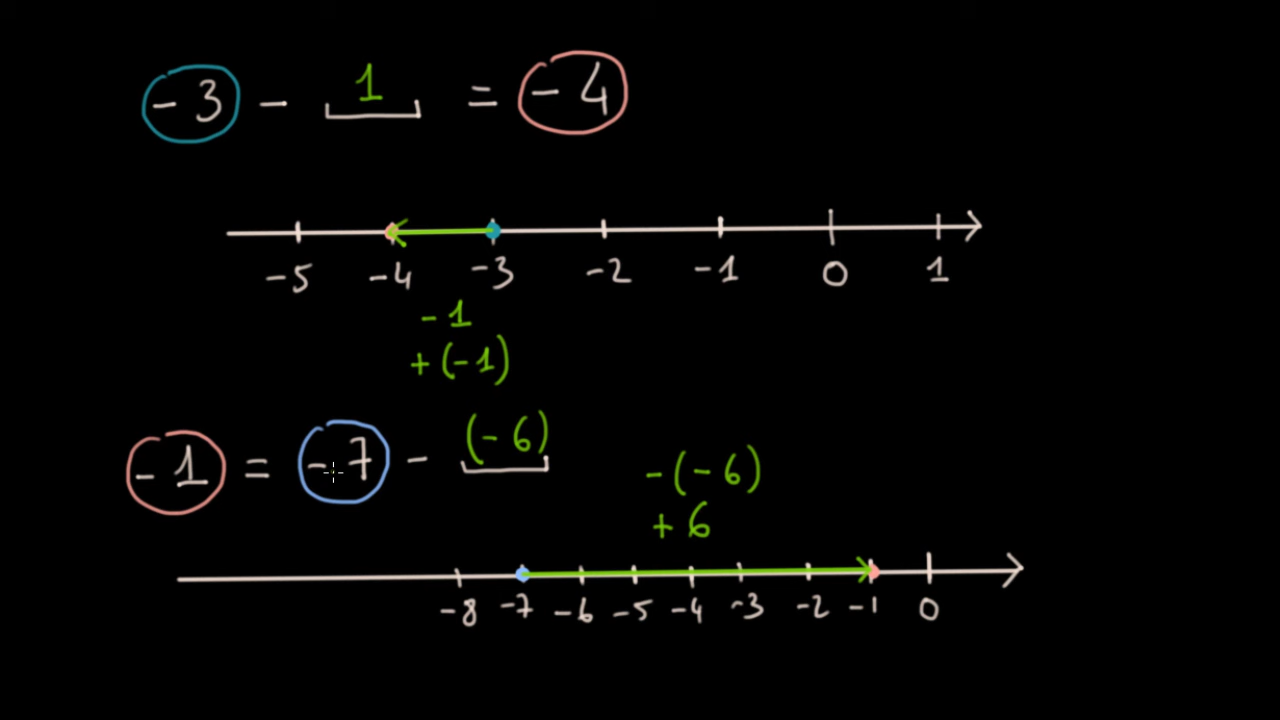 -3 - 1 = -4
-5 -4 -3 -2 -1 0 1
-1
+(-1)
-1 = -7 - (-6)
-(-6)
+6
-8 -7 -6 -5 -4 -3 -2 -1 0